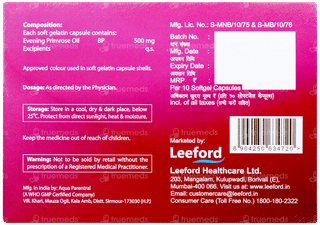 Composition:
Each soft gelatin capsule contains:
Evening Primrose Oil BP 500 mg
Excipients q.s.
Approved colour used in soft gelatin capsule shells.
Dosage: As directed by the Physician.
Storage: Store in a cool, dry & dark place, below
25°C. Protect from direct sunlight, heat & moisture.
Keep the medicine out of reach of children.
Warning: Not to be sold by retail without the
prescription of a Registered Medical Practitioner.
Mfg. in India by: Aqua Parentral
(A WHO GMP Certified Company)
Vill. Khari, Mauza Ogli, Kala Amb, Distt. Sirmour-173030 (H.P.)
Mfg. Lic. No.: S-MNB/10/75 & S-MB/10/76
Batch No. :
Mfg. Date :
Expiry Date :
MRP ₹ :
Per 10 Softgel Capsules
incl. of all taxes
8 904250 634720
Marketed by:
Leeford
Leeford Healthcare Ltd.
203, Mangalam, Kulupwadi, Borivali (E),
Mumbai-400 066. Visit us: www.leeford.in
Email: customercare@leeford.in
Consumer Care (Toll Free No.) 1800-180-2322
truemeds